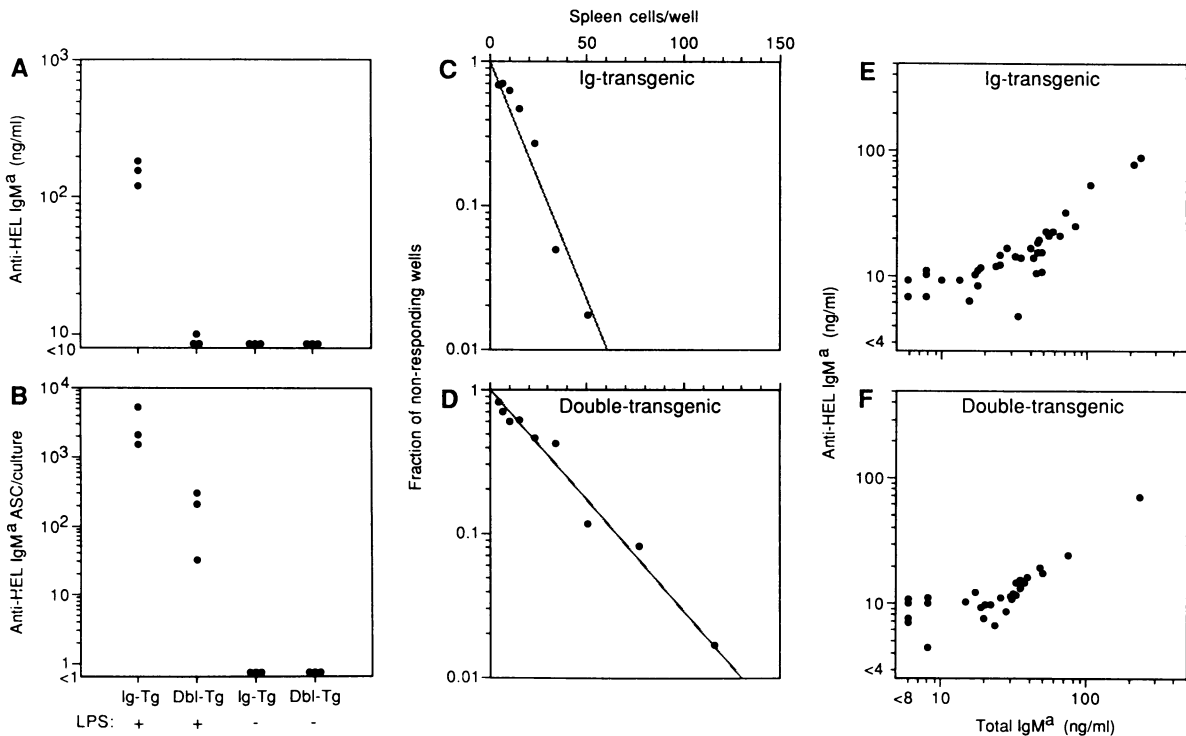 A
10³
10²
10
<10
Anti-HEL IgMᵃ (ng/ml)
B
10⁴
10³
10²
10
1
<1
Anti-HEL IgMᵃ ASC/culture
Ig-Tg Dbl-Tg Ig-Tg Dbl-Tg
LPS: + + - -
Spleen cells/well
0 50 100 150
C
Ig-transgenic
1
0.1
0.01
Fraction of non-responding wells
D
Double-transgenic
1
0.1
0.01
E
Ig-transgenic
100
10
<4
Anti-HEL IgMᵃ (ng/ml)
F
Double-transgenic
100
10
<4
<8 10 100
Total IgMᵃ (ng/ml)